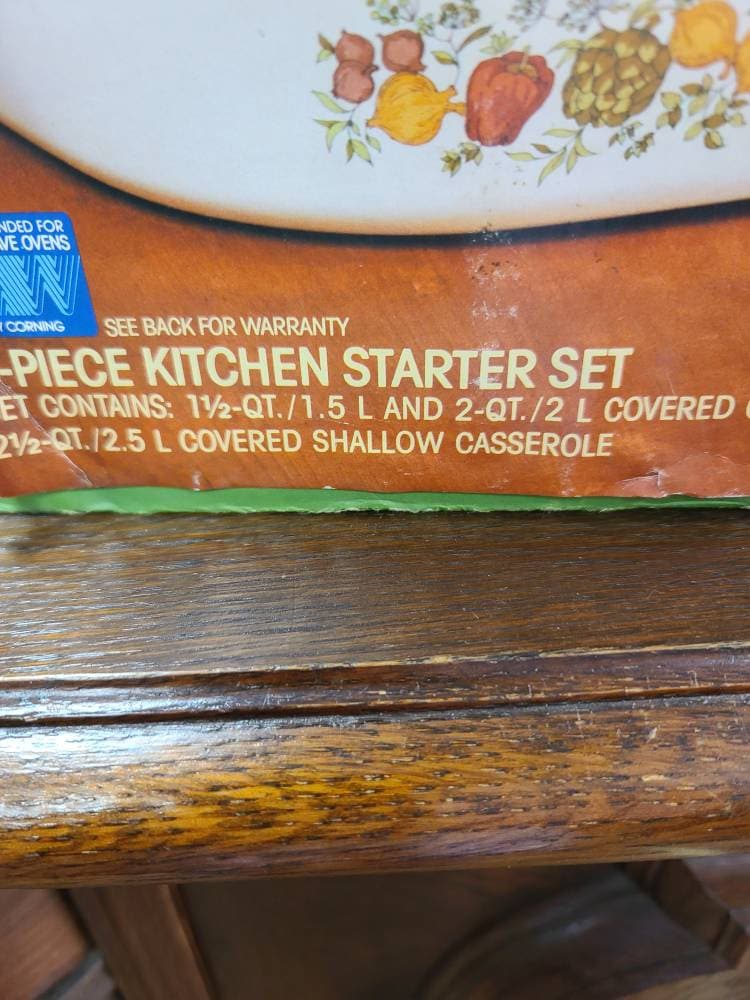 NDED FOR
VE OVENS
Y CORNING
SEE BACK FOR WARRANTY
-PIECE KITCHEN STARTER SET
ET CONTAINS: 1½-QT./1.5 L AND 2-QT./2 L COVERED
2½-QT./2.5 L COVERED SHALLOW CASSEROLE